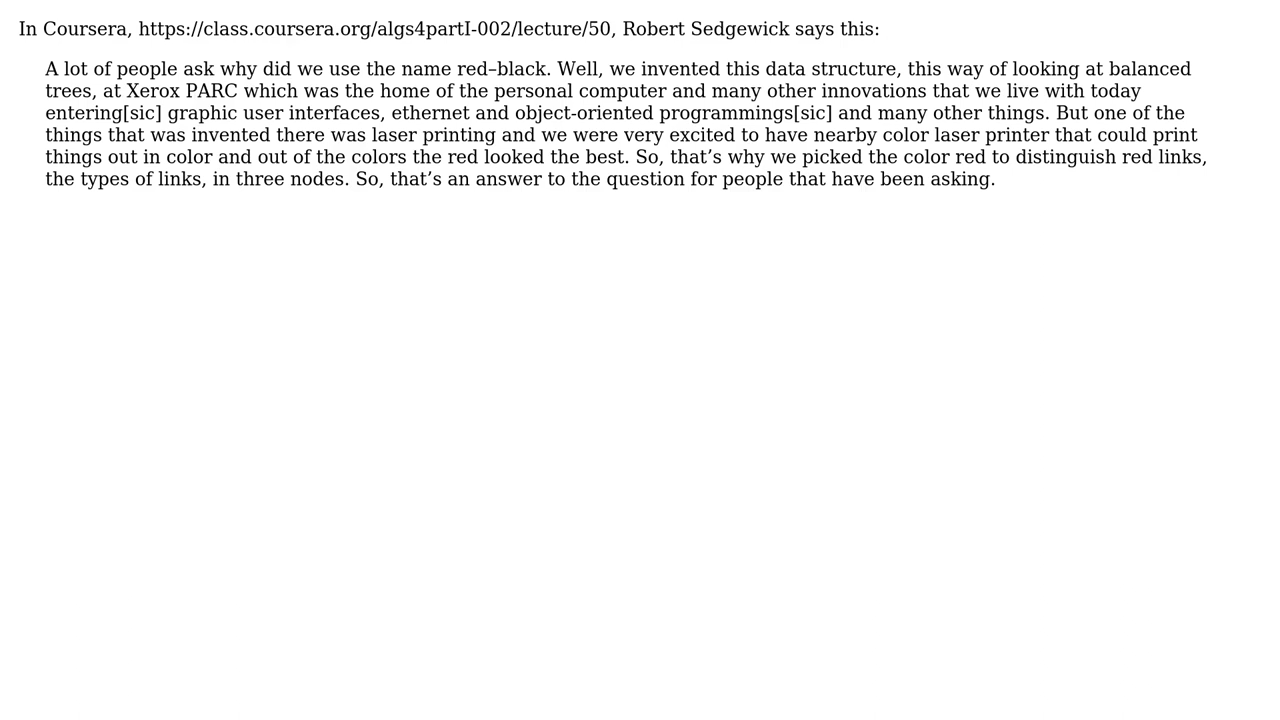 In Coursera, https://class.coursera.org/algs4partI-002/lecture/50, Robert Sedgewick says this:
A lot of people ask why did we use the name red–black. Well, we invented this data structure, this way of looking at balanced
trees, at Xerox PARC which was the home of the personal computer and many other innovations that we live with today
entering[sic] graphic user interfaces, ethernet and object-oriented programmings[sic] and many other things. But one of the
things that was invented there was laser printing and we were very excited to have nearby color laser printer that could print
things out in color and out of the colors the red looked the best. So, that’s why we picked the color red to distinguish red links,
the types of links, in three nodes. So, that’s an answer to the question for people that have been asking.